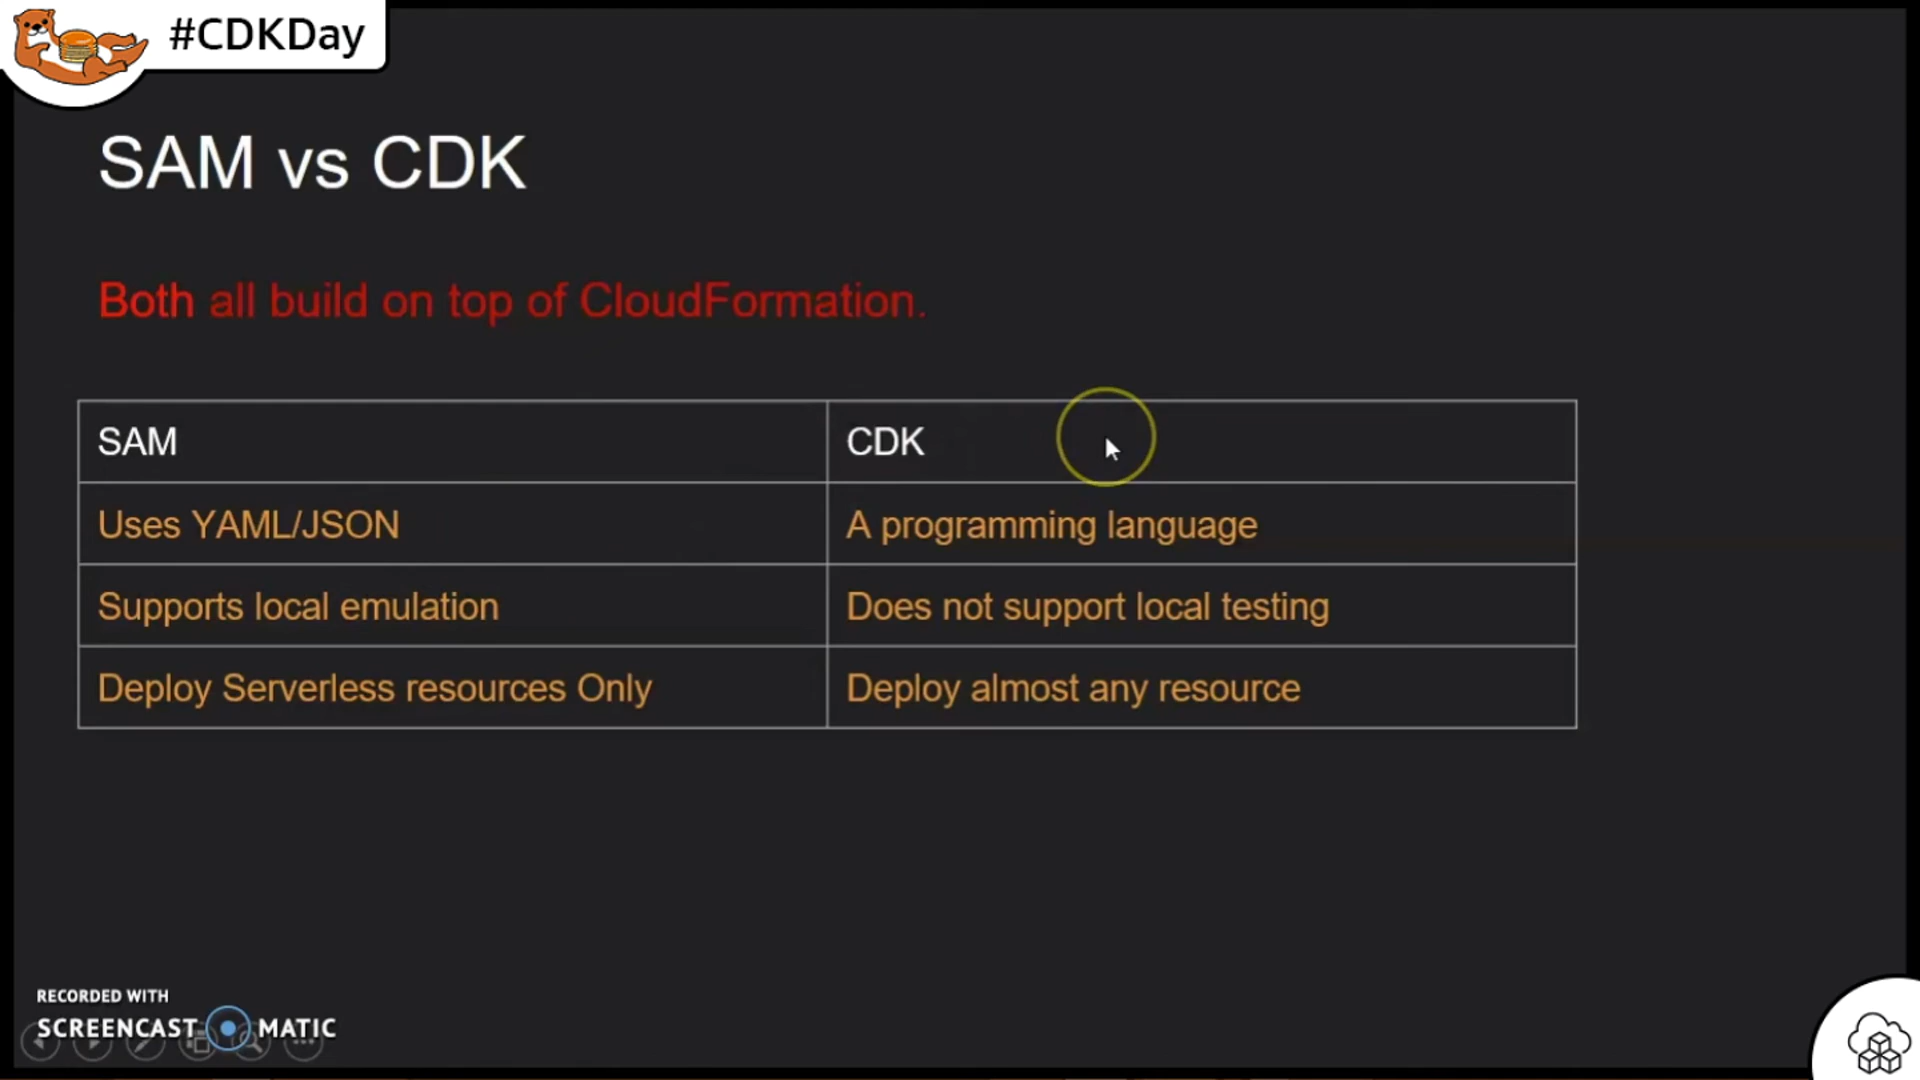 #CDKDay
SAM vs CDK
Both all build on top of CloudFormation.
SAM
CDK
Uses YAML/JSON
A programming language
Supports local emulation
Does not support local testing
Deploy Serverless resources Only
Deploy almost any resource
RECORDED WITH
SCREENCAST MATIC